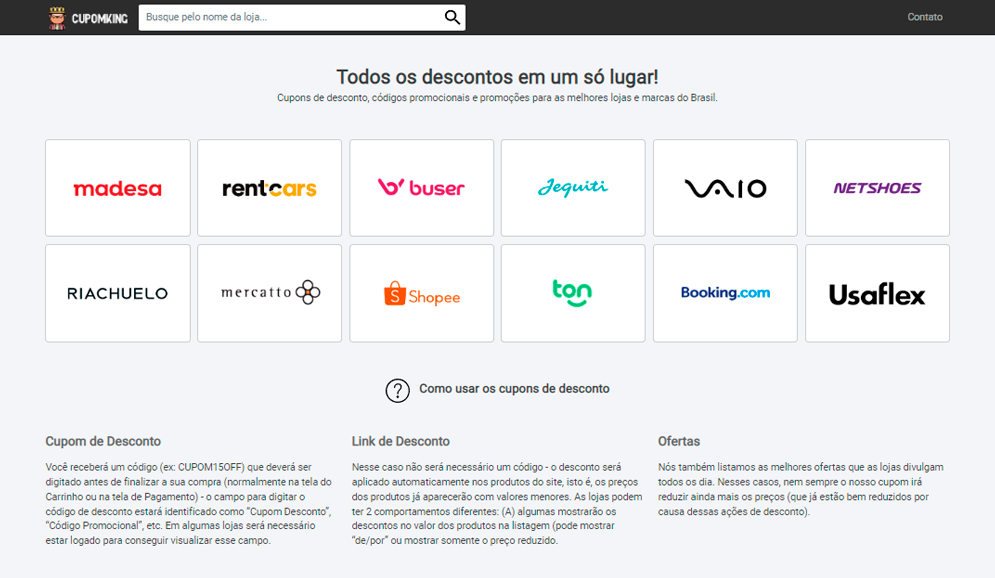 CUPOMKING
Busque pelo nome da loja...
Contato
Todos os descontos em um só lugar!
Cupons de desconto, códigos promocionais e promoções para as melhores lojas e marcas do Brasil.
madesa
rentcars
buser
Jequiti
VAIO
NETSHOES
RIACHUELO
mercatto
S Shopee
ton
Booking.com
Usaflex
? Como usar os cupons de desconto
Cupom de Desconto
Você receberá um código (ex: CUPOM15OFF) que deverá ser
digitado antes de finalizar a sua compra (normalmente na tela do
Carrinho ou na tela de Pagamento) - o campo para digitar o
código de desconto estará identificado como “Cupom Desconto”,
“Código Promocional”, etc. Em algumas lojas será necessário
estar logado para conseguir visualizar esse campo.
Link de Desconto
Nesse caso não será necessário um código - o desconto será
aplicado automaticamente nos produtos do site, isto é, os preços
dos produtos já aparecerão com valores menores. As lojas podem
ter 2 comportamentos diferentes: (A) algumas mostrarão os
descontos no valor dos produtos na listagem (pode mostrar
“de/por” ou mostrar somente o preço reduzido.
Ofertas
Nós também listamos as melhores ofertas que as lojas divulgam
todos os dia. Nesses casos, nem sempre o nosso cupom irá
reduzir ainda mais os preços (que já estão bem reduzidos por
causa dessas ações de desconto).